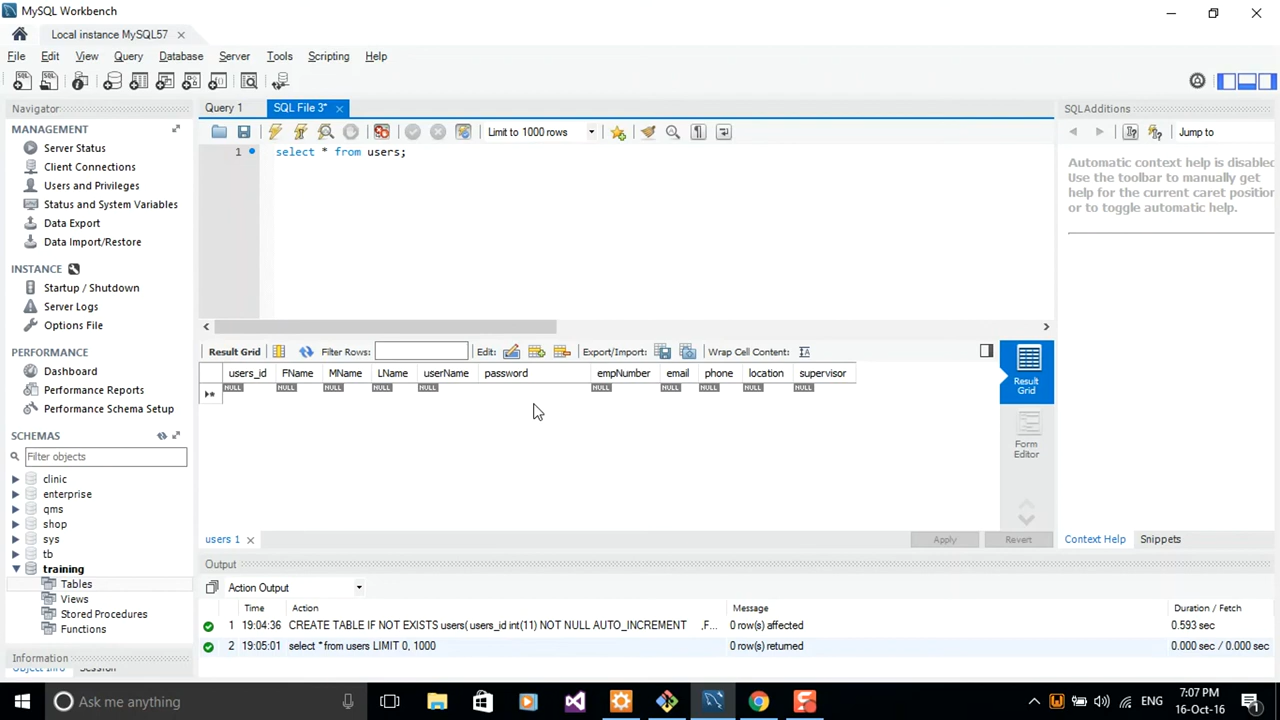 MySQL Workbench
Local instance MySQL57
File Edit View Query Database Server Tools Scripting Help
Navigator
MANAGEMENT
Server Status
Client Connections
Users and Privileges
Status and System Variables
Data Export
Data Import/Restore
INSTANCE
Startup / Shutdown
Server Logs
Options File
PERFORMANCE
Dashboard
Performance Reports
Performance Schema Setup
SCHEMAS
Filter objects
clinic
enterprise
qms
shop
sys
tb
training
Tables
Views
Stored Procedures
Functions
Information
Object Info Session
Query 1 SQL File 3*
Limit to 1000 rows
1 select * from users;
Result Grid Filter Rows: Edit: Export/Import: Wrap Cell Content:
users_id FName MName LName userName password empNumber email phone location supervisor
NULL NULL NULL NULL NULL NULL NULL NULL NULL NULL
Result
Grid
Form
Editor
users 1
Apply Revert
SQLAdditions
Jump to
Automatic context help is disabled
Use the toolbar to manually get
help for the current caret position
or to toggle automatic help.
Context Help Snippets
Output
Action Output
Time Action Message Duration / Fetch
1 19:04:36 CREATE TABLE IF NOT EXISTS users( users_id int(11) NOT NULL AUTO_INCREMENT ,F... 0 row(s) affected 0.593 sec
2 19:05:01 select * from users LIMIT 0, 1000 0 row(s) returned 0.000 sec / 0.000 sec
Ask me anything
ENG
7:07 PM
16-Oct-16
1